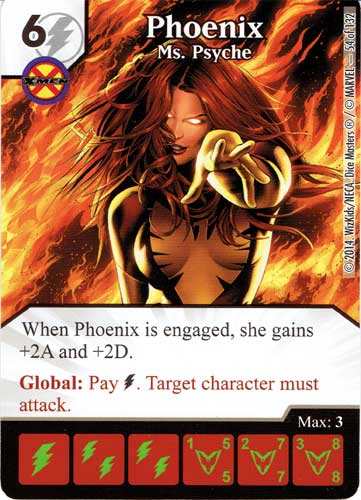 6
Phoenix
Ms. Psyche
X-MEN
© 2014. WizKids/NECA. Dice Masters ® / © MARVEL — 54 of 132
When Phoenix is engaged, she gains
+2A and +2D.
Global: Pay . Target character must
attack.
Max: 3
1 5 5 2 7 7 3 8 8